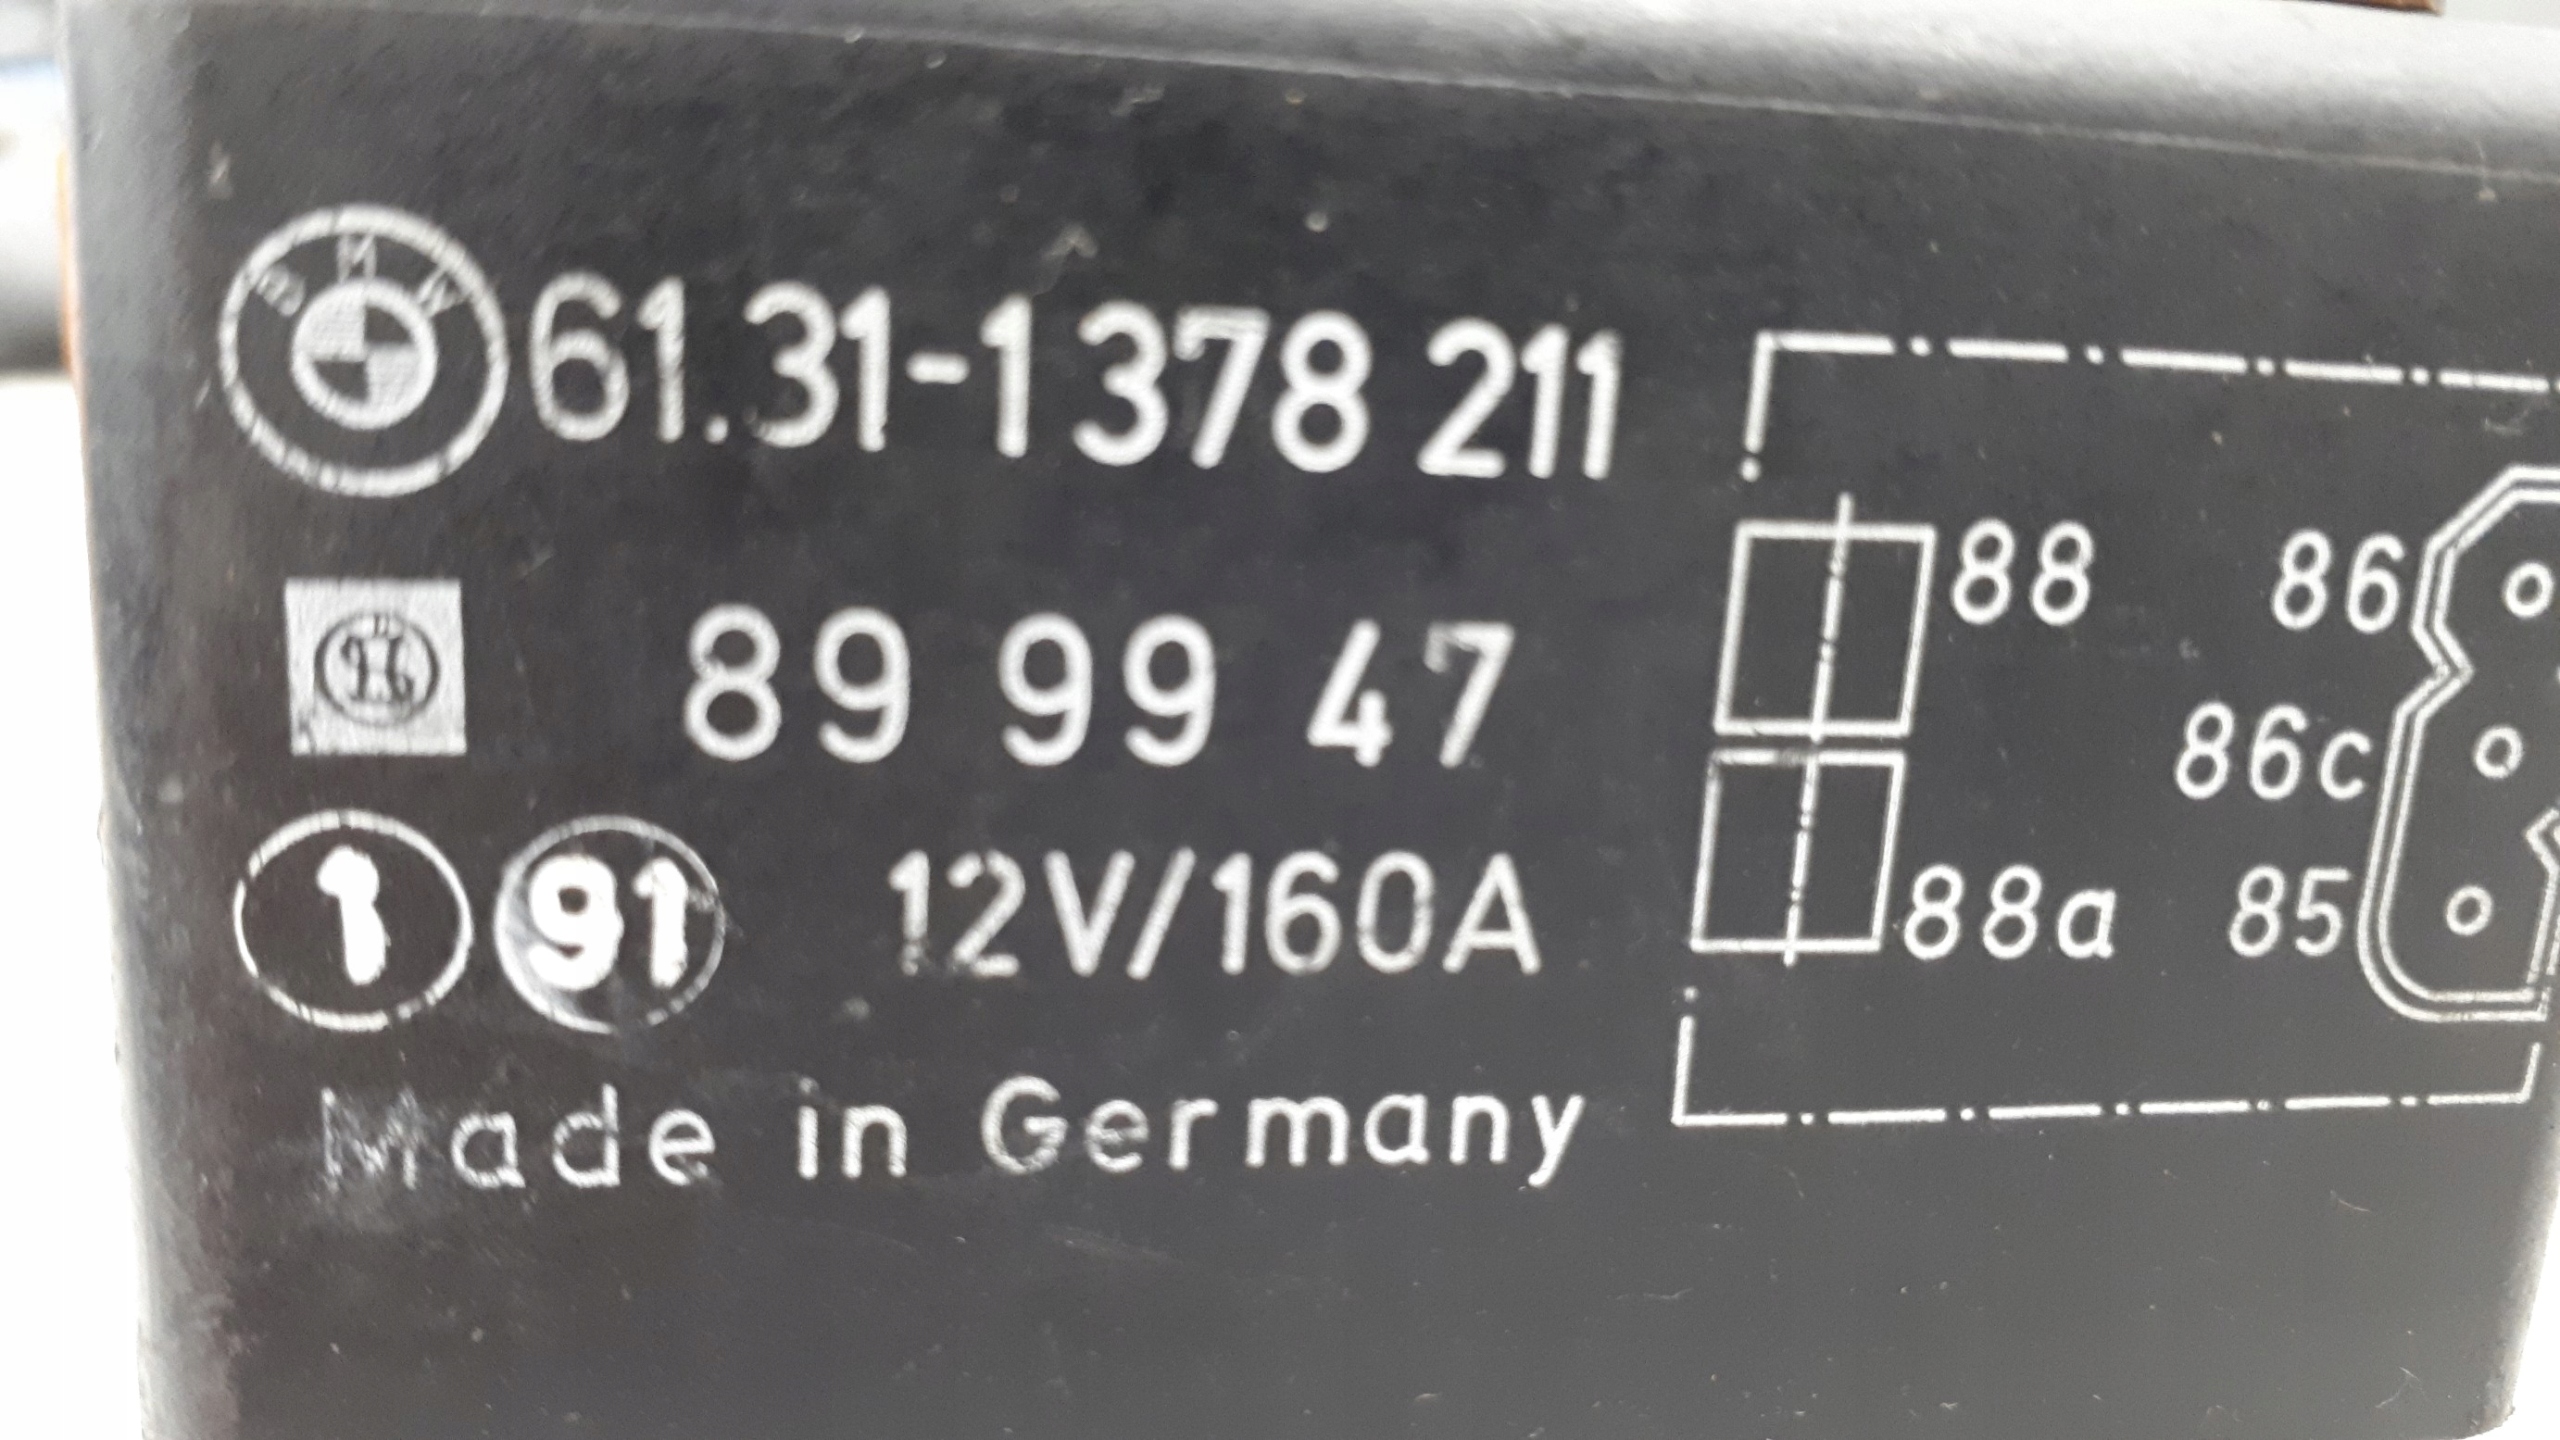 BMW 61.31-1 378 211
89 99 47
1 91 12V/160A
Made in Germany
88 86
86c
88a 85